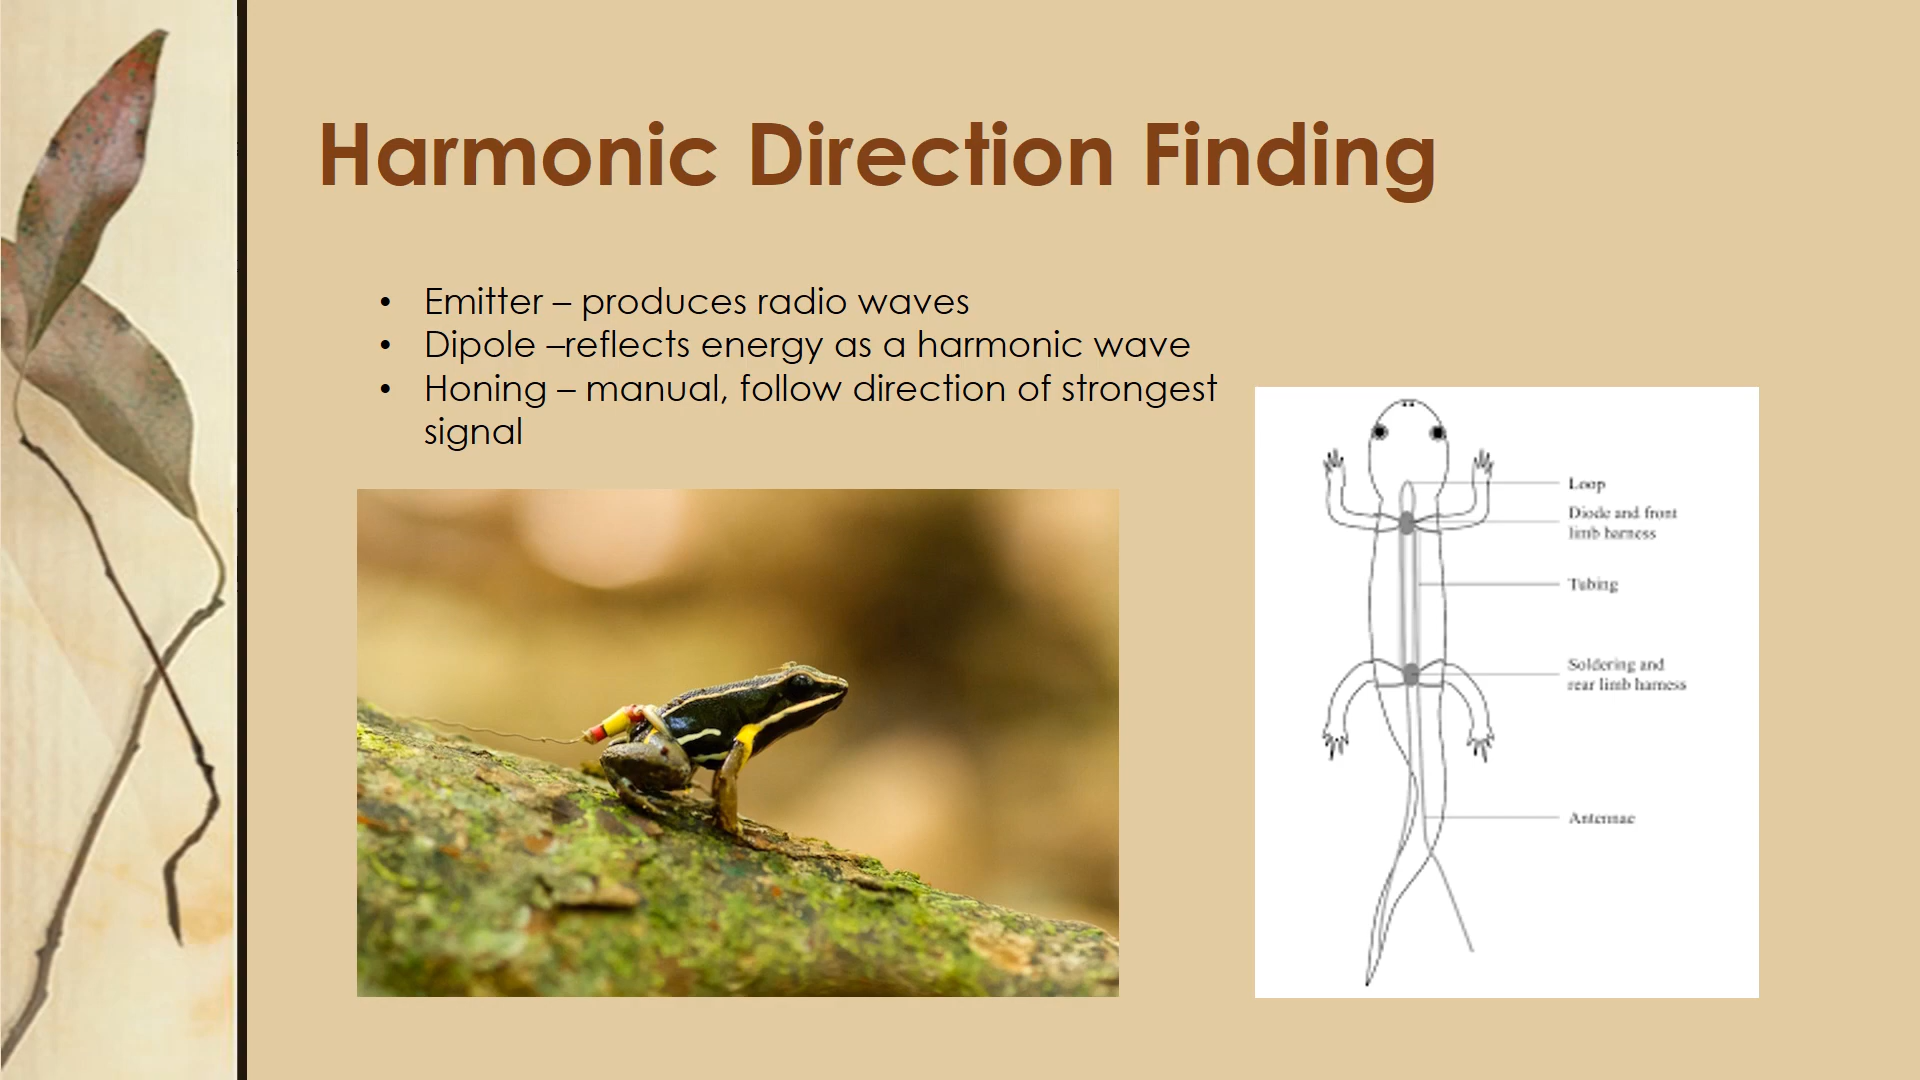 Harmonic Direction Finding
• Emitter – produces radio waves
• Dipole –reflects energy as a harmonic wave
• Honing – manual, follow direction of strongest
signal
Loop
Diode and front
limb harness
Tubing
Soldering and
rear limb harness
Antennae